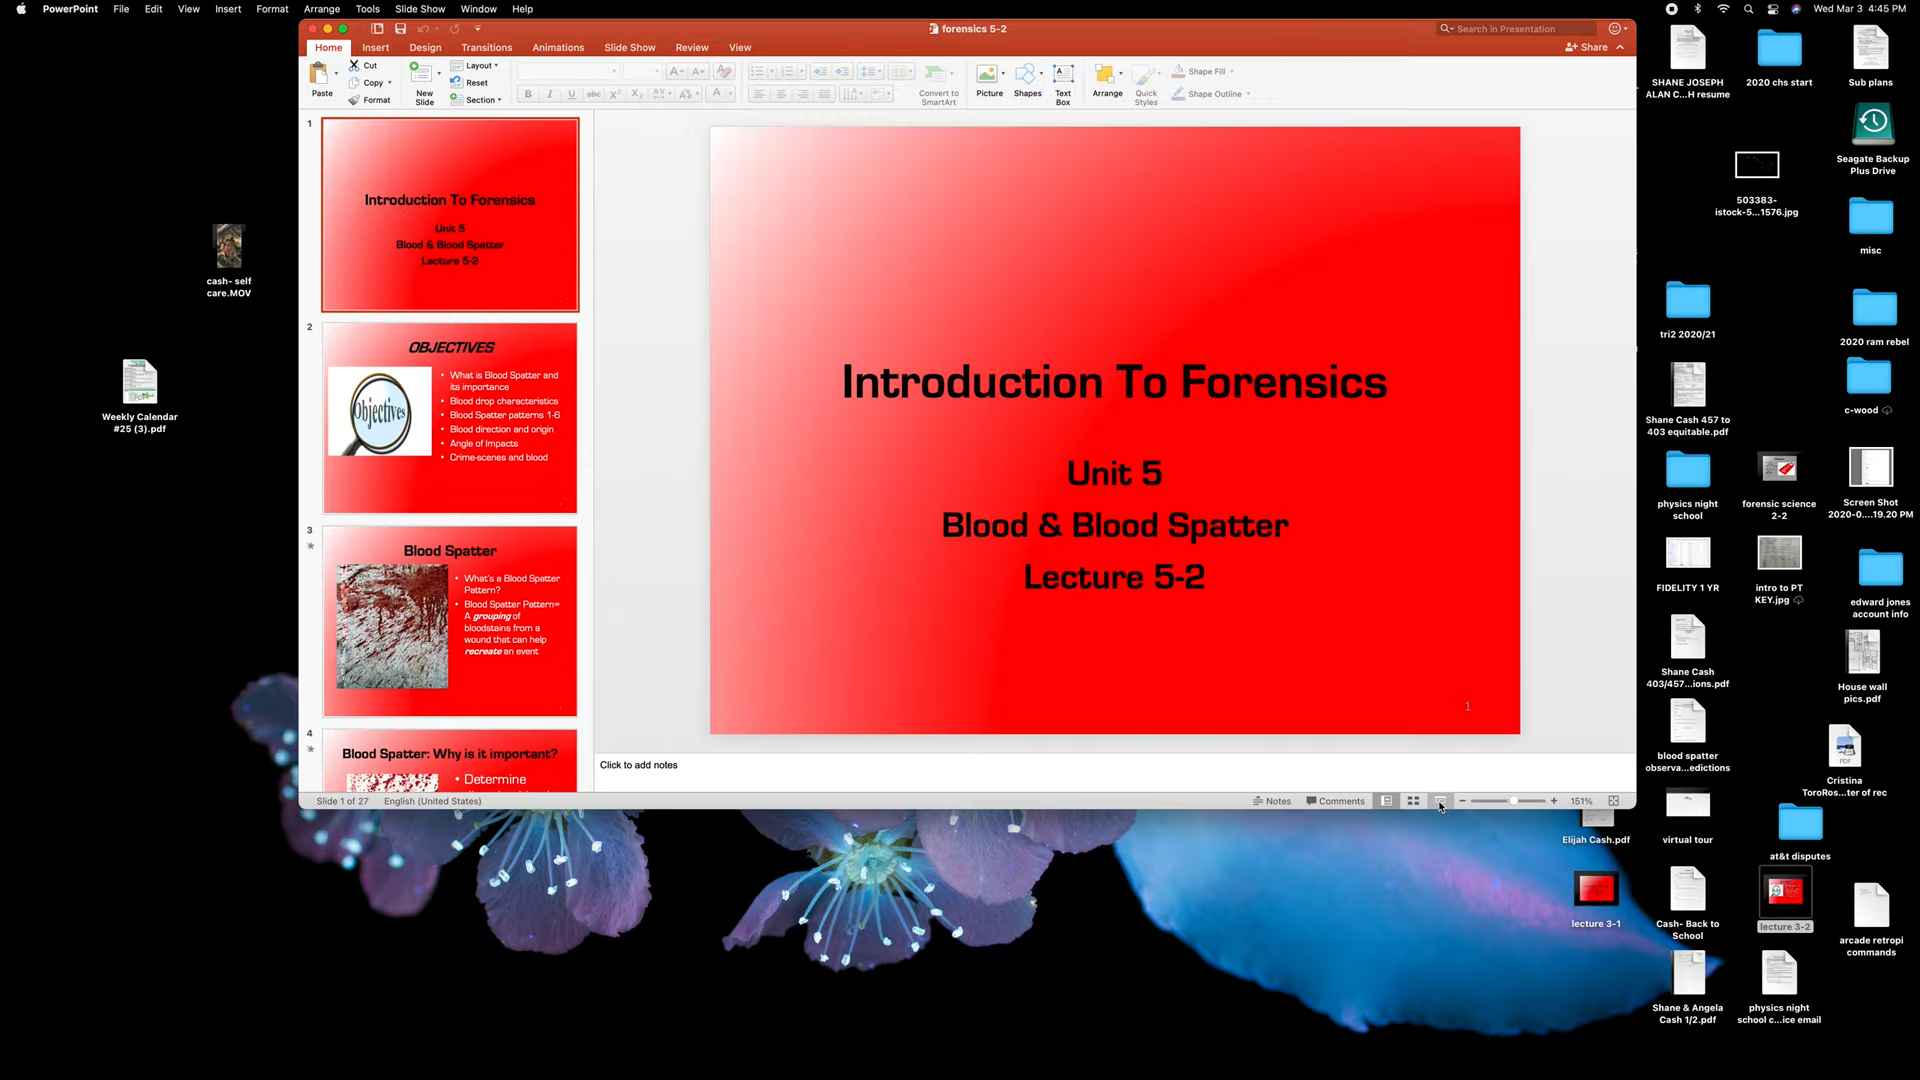 PowerPoint File Edit View Insert Format Arrange Tools Slide Show Window Help
Wed Mar 3 4:45 PM
forensics 5-2
Search in Presentation
Home Insert Design Transitions Animations Slide Show Review View
Share
Paste
Cut
Copy
Format
New
Slide
Layout
Reset
Section
Convert to
SmartArt
Picture
Shapes
Text
Box
Arrange
Quick
Styles
Shape Fill
Shape Outline
1
Introduction To Forensics
Unit 5
Blood & Blood Spatter
Lecture 5-2
2
OBJECTIVES
Objectives
• What is Blood Spatter and
its importance
• Blood drop characteristics
• Blood Spatter patterns 1-6
• Blood direction and origin
• Angle of Impacts
• Crime-scenes and blood
3
Blood Spatter
• What's a Blood Spatter
Pattern?
• Blood Spatter Pattern=
A grouping of
bloodstains from a
wound that can help
recreate an event
4
Blood Spatter: Why is it important?
• Determine
Introduction To Forensics
Unit 5
Blood & Blood Spatter
Lecture 5-2
1
Click to add notes
Slide 1 of 27
English (United States)
Notes
Comments
151%
cash- self
care.MOV
Weekly Calendar
#25 (3).pdf
SHANE JOSEPH
ALAN C...H resume
2020 chs start
Sub plans
Seagate Backup
Plus Drive
503383-
istock-5...1576.jpg
misc
tri2 2020/21
2020 ram rebel
Shane Cash 457 to
403 equitable.pdf
c-wood
physics night
school
forensic science
2-2
Screen Shot
2020-0....19.20 PM
FIDELITY 1 YR
intro to PT
KEY.jpg
edward jones
account info
Shane Cash
403/457...ions.pdf
House wall
pics.pdf
blood spatter
observa...edictions
PDF
Cristina
ToroRos...ter of rec
Elijah Cash.pdf
virtual tour
at&t disputes
lecture 3-1
Cash- Back to
School
lecture 3-2
arcade retropi
commands
Shane & Angela
Cash 1/2.pdf
physics night
school c...ice email